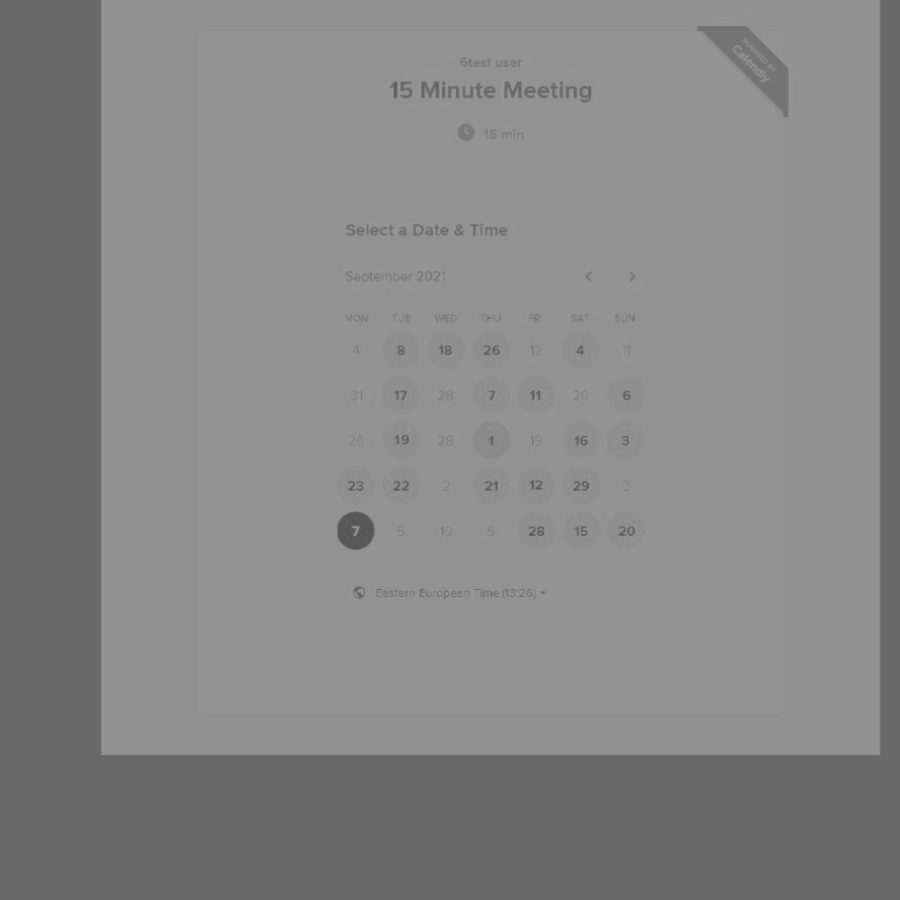 6test user
15 Minute Meeting
15 min
POWERED BY
Calendly
Select a Date & Time
September 2021
MON TUE WED THU FRI SAT SUN
4 8 18 26 12 4 11
31 17 28 7 11 20 6
26 19 28 1 19 16 3
23 22 2 21 12 29 3
7 5 19 5 28 15 20
Eastern European Time (13:26)